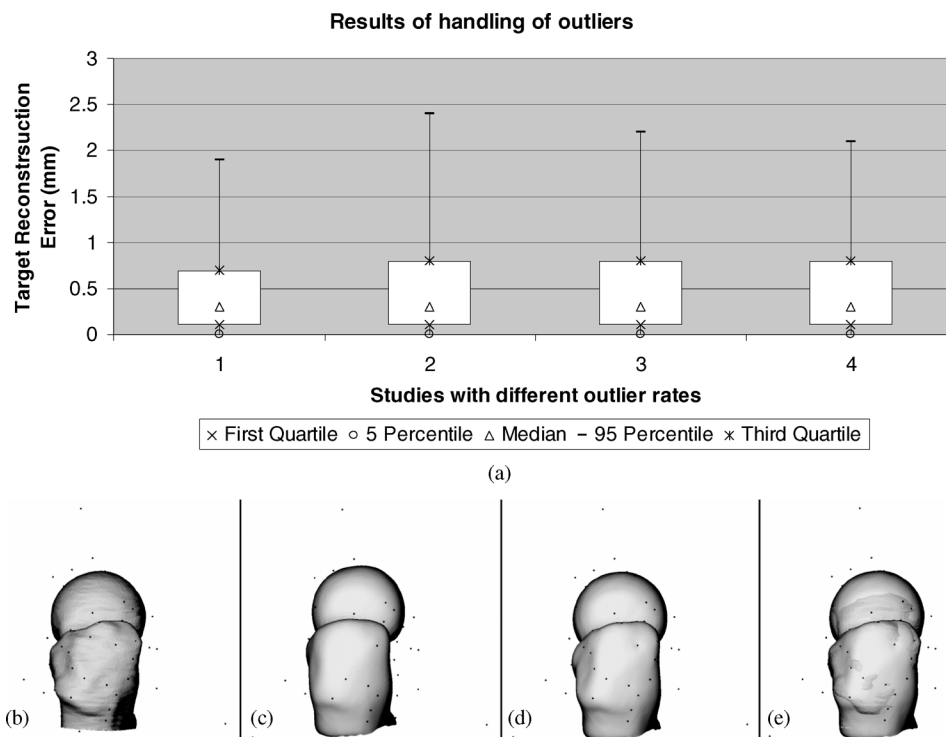 Results of handling of outliers
3
2.5
2
1.5
1
0.5
0
Target Reconstrsuction
Error (mm)
1 2 3 4
Studies with different outlier rates
× First Quartile ○ 5 Percentile △ Median – 95 Percentile ж Third Quartile
(a)
(b) (c) (d) (e)